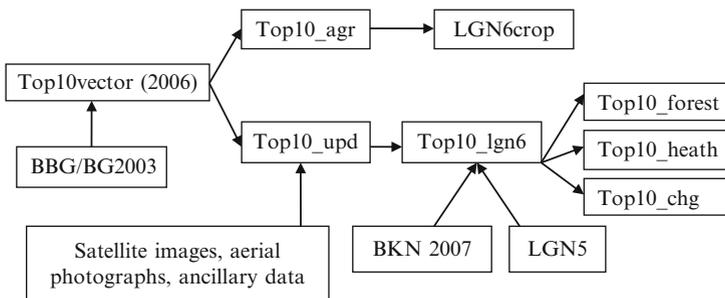 Top10_agr
LGN6crop
Top10vector (2006)
Top10_forest
Top10_upd
Top10_lgn6
Top10_heath
BBG/BG2003
Top10_chg
Satellite images, aerial
photographs, ancillary data
BKN 2007
LGN5